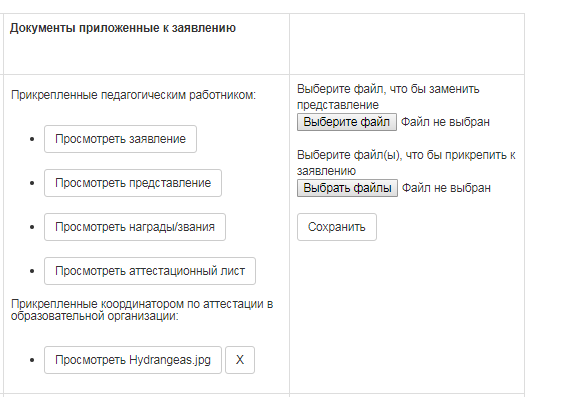 Документы приложенные к заявлению
Прикрепленные педагогическим работником:
Просмотреть заявление
Просмотреть представление
Просмотреть награды/звания
Просмотреть аттестационный лист
Прикрепленные координатором по аттестации в
образовательной организации:
Просмотреть Hydrangeas.jpg X
Выберите файл, что бы заменить
представление
Выберите файл Файл не выбран
Выберите файл(ы), что бы прикрепить к
заявлению
Выбрать файлы Файл не выбран
Сохранить